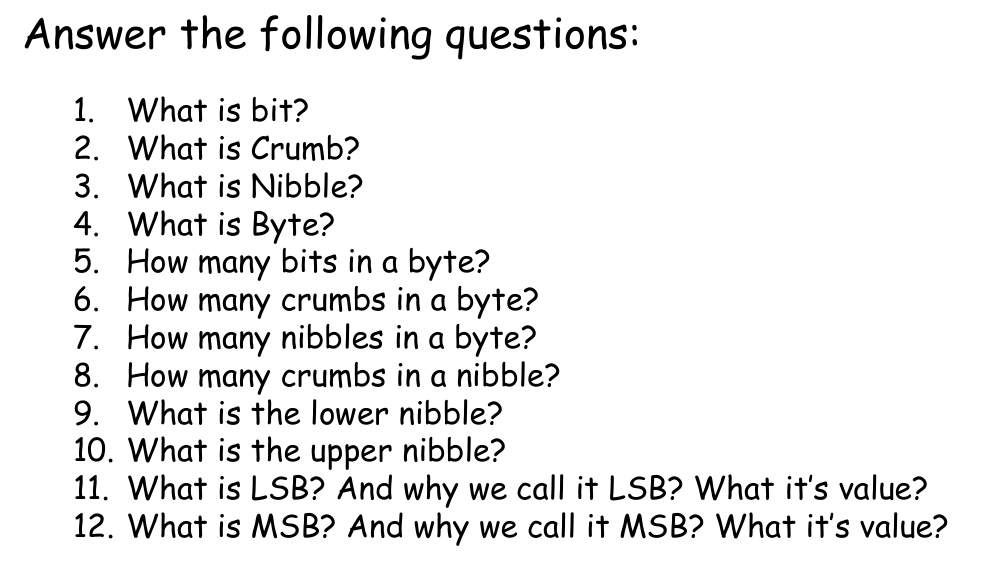 Answer the following questions:
1. What is bit?
2. What is Crumb?
3. What is Nibble?
4. What is Byte?
5. How many bits in a byte?
6. How many crumbs in a byte?
7. How many nibbles in a byte?
8. How many crumbs in a nibble?
9. What is the lower nibble?
10. What is the upper nibble?
11. What is LSB? And why we call it LSB? What it’s value?
12. What is MSB? And why we call it MSB? What it’s value?